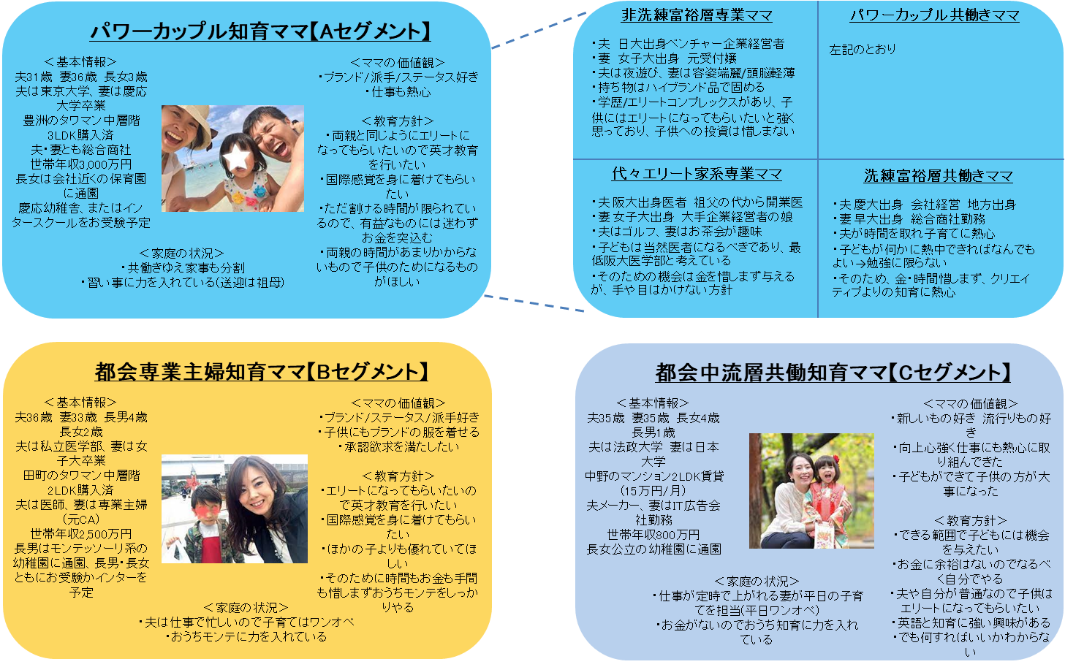 パワーカップル知育ママ【Aセグメント】
＜基本情報＞
夫31歳　妻36歳　長女3歳
夫は東京大学、妻は慶応
大学卒業
豊洲のタワマン中層階
3LDK購入済
夫・妻とも総合商社
世帯年収3,000万円
長女は会社近くの保育園
に通園
慶応幼稚舎、またはイン
タースクールをお受験予定
＜ママの価値観＞
・ブランド/派手/ステータス好き
・仕事も熱心
＜教育方針＞
・両親と同じようにエリートに
なってもらいたいので英才教育
を行いたい
・国際感覚を身に着けてもらい
たい
・ただ割ける時間が限られてい
るので、有益なものには迷わず
お金を突込む
・両親の時間があまりかからな
いもので子供のためになるもの
がほしい
＜家庭の状況＞
・共働きゆえ家事も分割
・習い事に力を入れている(送迎は祖母)
非洗練富裕層専業ママ
・夫　日大出身ベンチャー企業経営者
・妻　女子大出身　元受付嬢
・夫は夜遊び、妻は容姿端麗/頭脳軽薄
・持ち物はハイブランド品で固める
・学歴/エリートコンプレックスがあり、子
供にはエリートになってもらいたいと強く
思っており、子供への投資は惜しまない
パワーカップル共働きママ
左記のとおり
代々エリート家系専業ママ
・夫阪大出身医者　祖父の代から開業医
・妻女子大出身　大手企業経営者の娘
・夫はゴルフ、妻はお茶会が趣味
・子どもは当然医者になるべきであり、最
低阪大医学部と考えている
・そのための機会は金を惜しまず与える
が、手や目はかけない方針
洗練富裕層共働きママ
・夫慶大出身　会社経営　地方出身
・妻早大出身　総合商社勤務
・夫が時間を取れ子育てに熱心
・子どもが何かに熱中できればなんでも
よい→勉強に限らない
・そのため、金・時間惜しまず、クリエイ
ティブよりの知育に熱心
都会専業主婦知育ママ【Bセグメント】
＜基本情報＞
夫36歳　妻33歳　長男4歳
長女2歳
夫は私立医学部、妻は女
子大卒業
田町のタワマン中層階
2LDK購入済
夫は医師、妻は専業主婦
(元CA)
世帯年収2,500万円
長男はモンテッソーリ系の
幼稚園に通園、長男・長女
ともにお受験かインターを
予定
＜ママの価値観＞
・ブランド/ステータス/派手好き
・子供にもブランドの服を着せる
・承認欲求を満たしたい
＜教育方針＞
・エリートになってもらいたいの
で英才教育を行いたい
・国際感覚を身に着けてもらい
たい
・ほかの子よりも優れていてほ
しい
・そのために時間もお金も手間
も惜しまずおうちモンテをしっか
りやる
＜家庭の状況＞
・夫は仕事で忙しいので子育てはワンオペ
・おうちモンテに力を入れている
都会中流層共働知育ママ【Cセグメント】
＜基本情報＞
夫35歳　妻35歳　長女4歳
長男1歳
夫は法政大学　妻は日本
大学
中野のマンション2LDK賃貸
(15万円/月)
夫メーカー、妻はIT広告会
社勤務
世帯年収800万円
長女公立の幼稚園に通園
＜ママの価値観＞
・新しいもの好き　流行りもの好
き
・向上心強く仕事にも熱心に取
り組んできた
・子どもができて子供の方が大
事になった
＜教育方針＞
・できる範囲で子どもには機会
を与えたい
・お金に余裕はないのでなるべ
く自分でやる
・夫や自分が普通なので子供は
エリートになってもらいたい
・英語と知育に強い興味がある
・でも何すればいいかわからな
い
＜家庭の状況＞
・仕事が定時で上がれる妻が平日の子育
てを担当(平日ワンオペ)
・お金がないのでおうち知育に力を入れ
ている